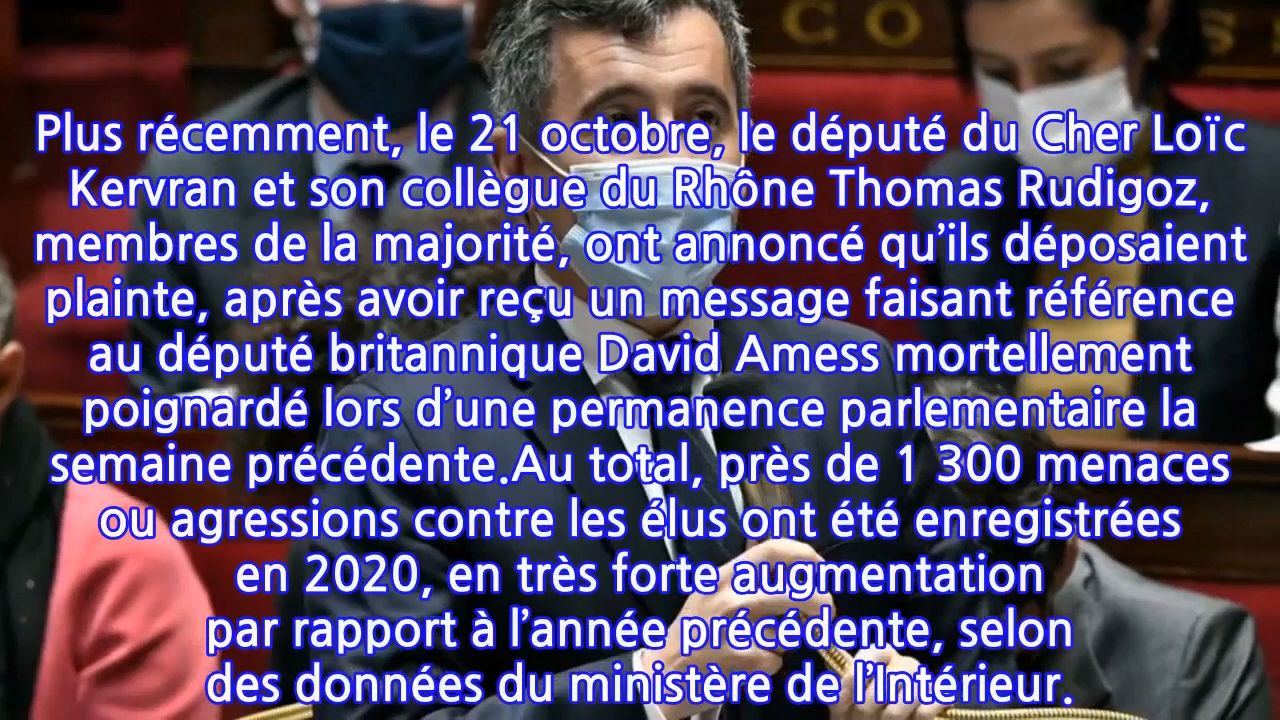 CO S
Plus récemment, le 21 octobre, le député du Cher Loïc
Kervran et son collègue du Rhône Thomas Rudigoz,
membres de la majorité, ont annoncé qu’ils déposaient
plainte, après avoir reçu un message faisant référence
au député britannique David Amess mortellement
poignardé lors d’une permanence parlementaire la
semaine précédente.Au total, près de 1 300 menaces
ou agressions contre les élus ont été enregistrées
en 2020, en très forte augmentation
par rapport à l’année précédente, selon
des données du ministère de l’Intérieur.